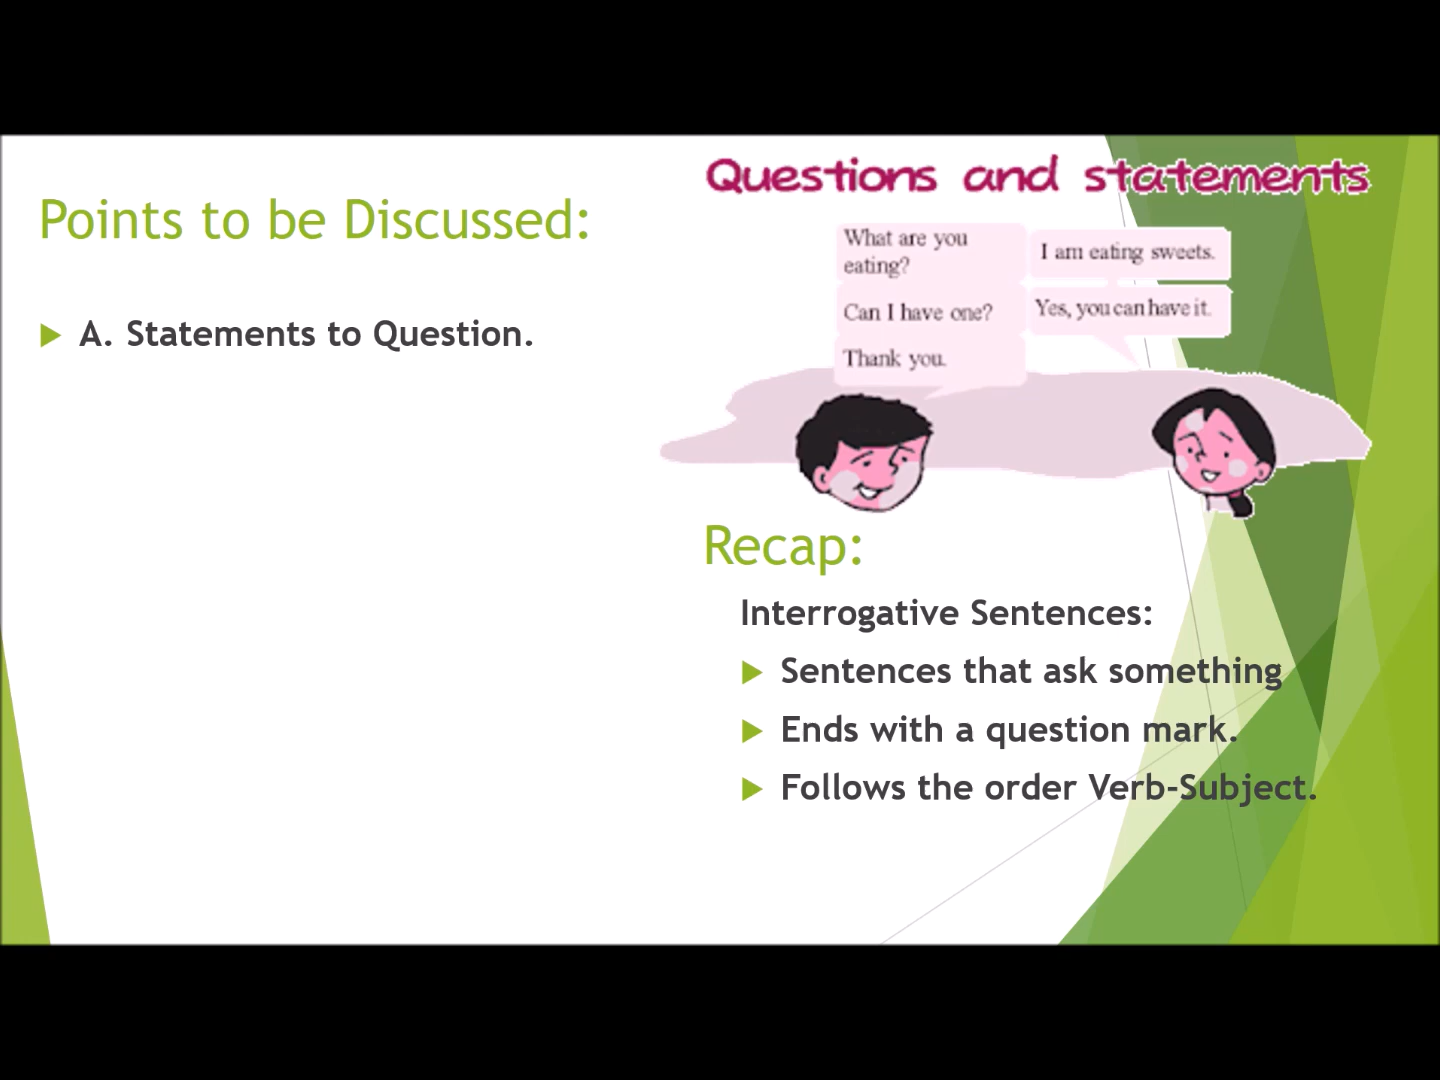 Points to be Discussed:
A. Statements to Question.
Questions and statements
What are you
eating?
I am eating sweets.
Can I have one?
Yes, you can have it.
Thank you.
Recap:
Interrogative Sentences:
Sentences that ask something
Ends with a question mark.
Follows the order Verb-Subject.